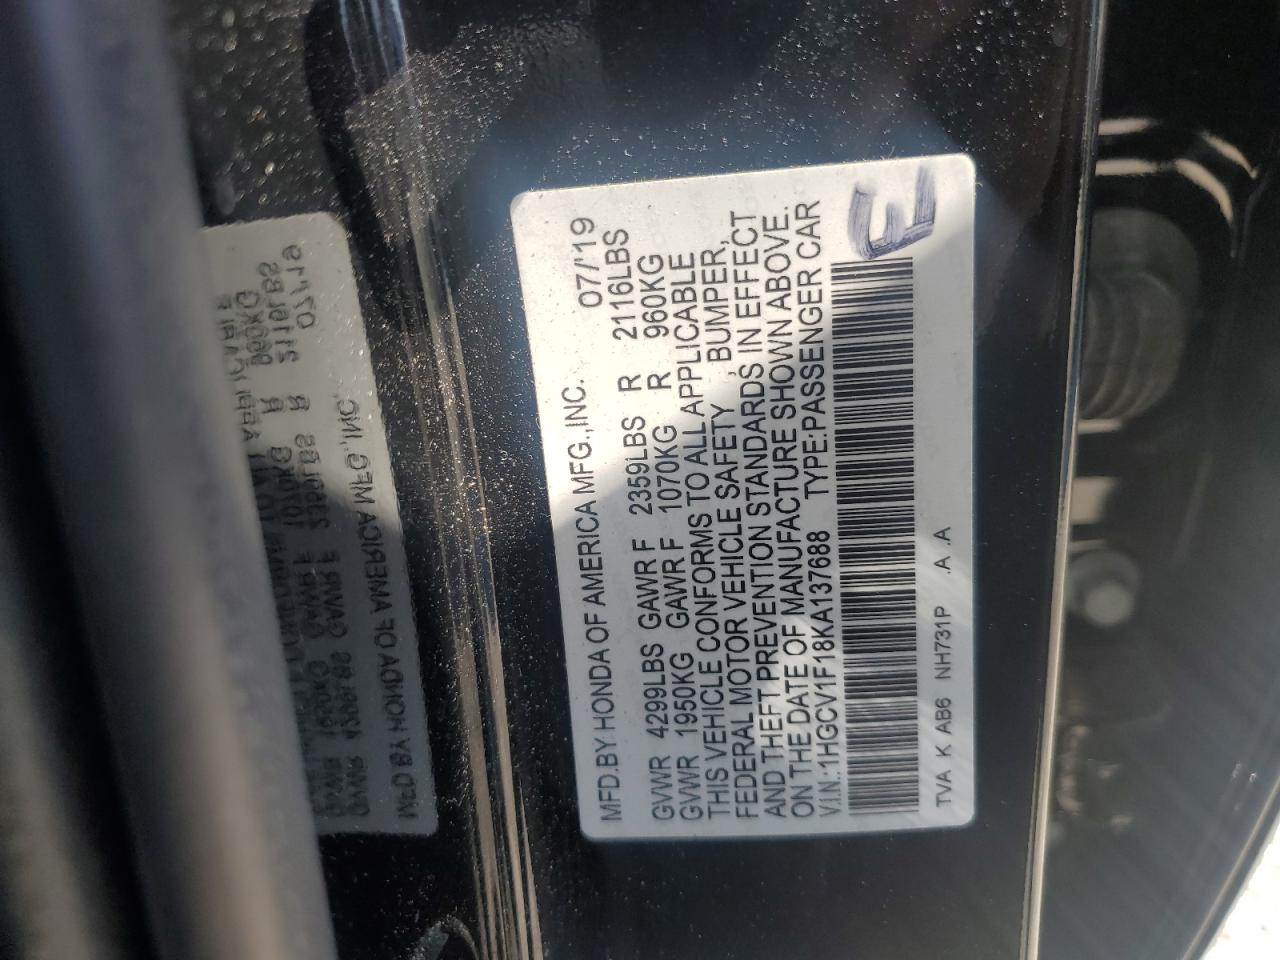 MFD.BY HONDA OF AMERICA MFG.,INC. 07/'19
GVWR 4299LBS GAWR F 2359LBS R 2116LBS
GVWR 1950KG GAWR F 1070KG R 960KG
THIS VEHICLE CONFORMS TO ALL APPLICABLE
FEDERAL MOTOR VEHICLE SAFETY , BUMPER,
AND THEFT PREVENTION STANDARDS IN EFFECT
ON THE DATE OF MANUFACTURE SHOWN ABOVE.
V.I.N.:1HGCV1F18KA137688 TYPE:PASSENGER CAR
E
TVA K AB6 NH731P .A .A